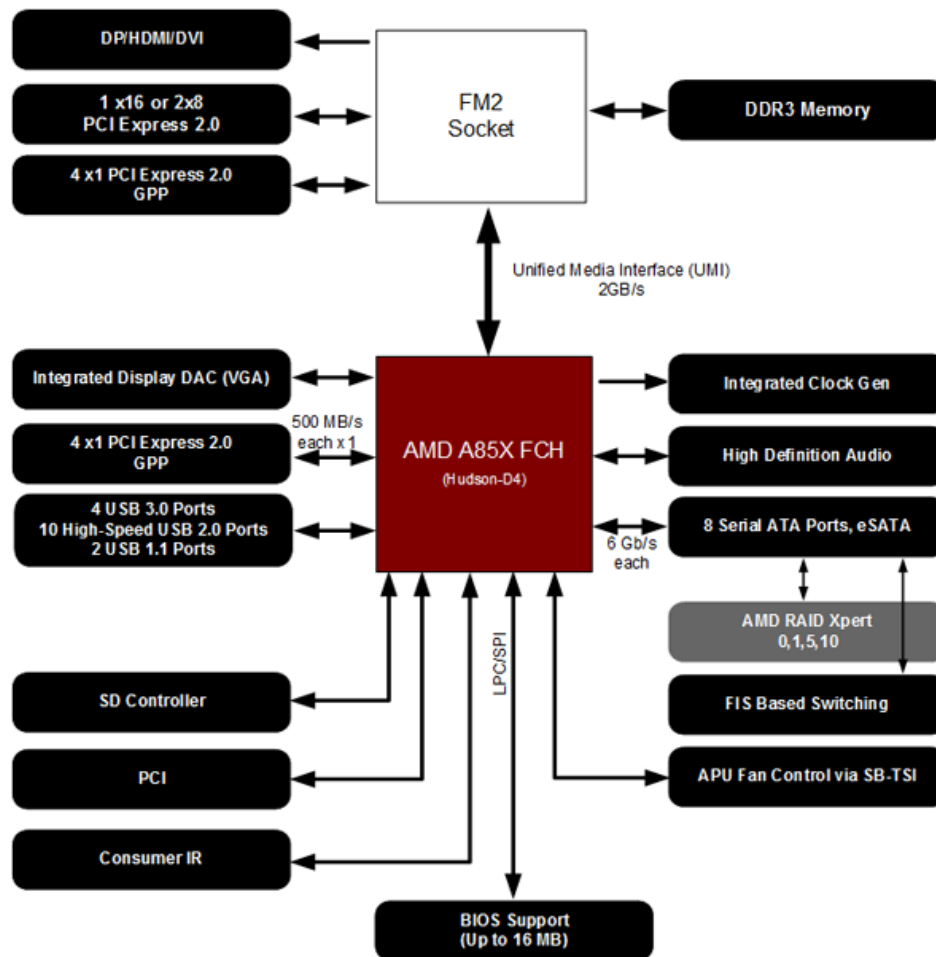 DP/HDMI/DVI
1 x16 or 2x8
PCI Express 2.0
4 x1 PCI Express 2.0
GPP
FM2
Socket
DDR3 Memory
Unified Media Interface (UMI)
2GB/s
Integrated Display DAC (VGA)
500 MB/s
each x 1
4 x1 PCI Express 2.0
GPP
4 USB 3.0 Ports
10 High-Speed USB 2.0 Ports
2 USB 1.1 Ports
AMD A85X FCH
(Hudson-D4)
Integrated Clock Gen
High Definition Audio
8 Serial ATA Ports, eSATA
6 Gb/s
each
AMD RAID Xpert
0,1,5,10
FIS Based Switching
APU Fan Control via SB-TSI
LPC/SPI
SD Controller
PCI
Consumer IR
BIOS Support
(Up to 16 MB)